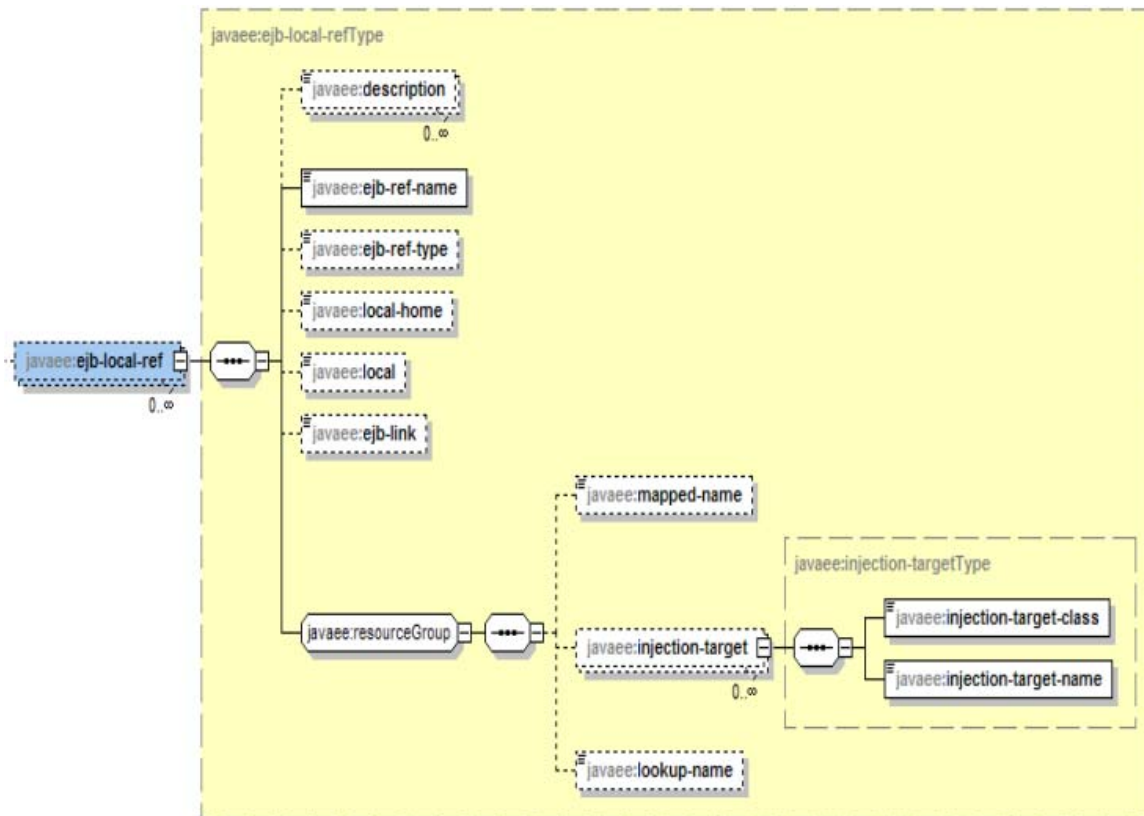 javaee:ejb-local-refType
javaee:description
0..∞
javaee:ejb-ref-name
javaee:ejb-ref-type
javaee:local-home
javaee:ejb-local-ref
0..∞
javaee:local
javaee:ejb-link
javaee:mapped-name
javaee:injection-targetType
javaee:injection-target-class
javaee:resourceGroup
javaee:injection-target
0..∞
javaee:injection-target-name
javaee:lookup-name